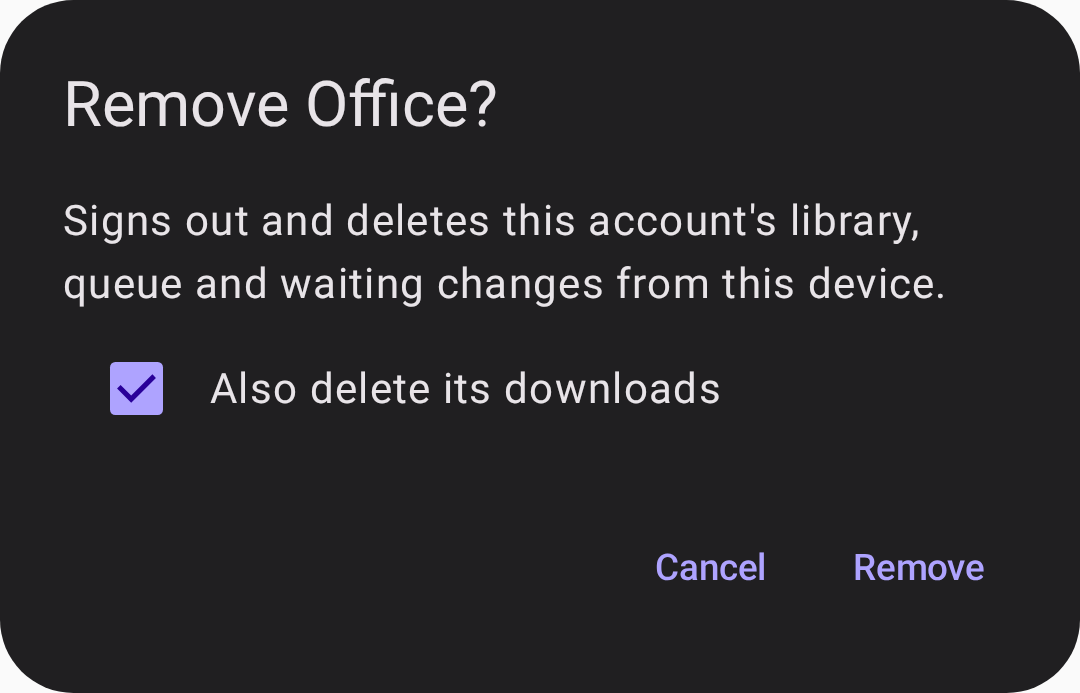 Remove Office?
Signs out and deletes this account's library,
queue and waiting changes from this device.
Also delete its downloads
Cancel Remove